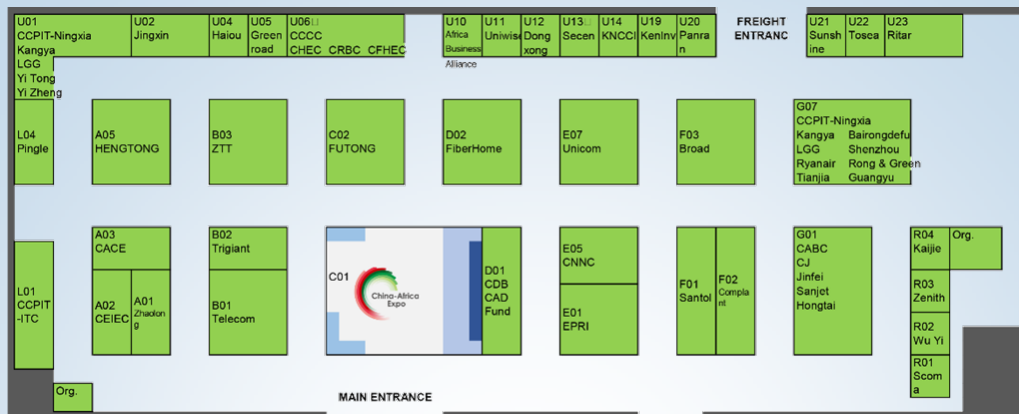 U01
CCPIT-Ningxia
Kangya
LGG
Yi Tong
Yi Zheng
U02
Jingxin
U04
Haiou
U05
Green
road
U06
CCCC
CHEC CRBC CFHEC
U10
Africa
Business
Alliance
U11
Uniwise
U12
Dong
xong
U13
Secen
U14
KNCCI
U19
KenInv
U20
Panra
n
FREIGHT
ENTRANC
U21
Sunsh
ine
U22
Tosea
U23
Ritar
L04
Pingle
A05
HENGTONG
B03
ZTT
C02
FUTONG
D02
FiberHome
E07
Unicom
F03
Broad
G07
CCPIT-Ningxia
Kangya Bairongdefu
LGG Shenzhou
Ryanair Rong & Green
Tianjia Guangyu
L01
CCPIT
-ITC
A03
CACE
A02
CEIEC
A01
Zhaolon
g
B02
Trigiant
B01
Telecom
C01
China-Africa
Expo
D01
CDB
CAD
Fund
E05
CNNC
E01
EPRI
F01
Santol
F02
Compla
nt
G01
CABC
CJ
Jinfei
Sanjet
Hongtai
R04
Kaijie
Org.
R03
Zenith
R02
Wu Yi
R01
Scom
a
Org.
MAIN ENTRANCE